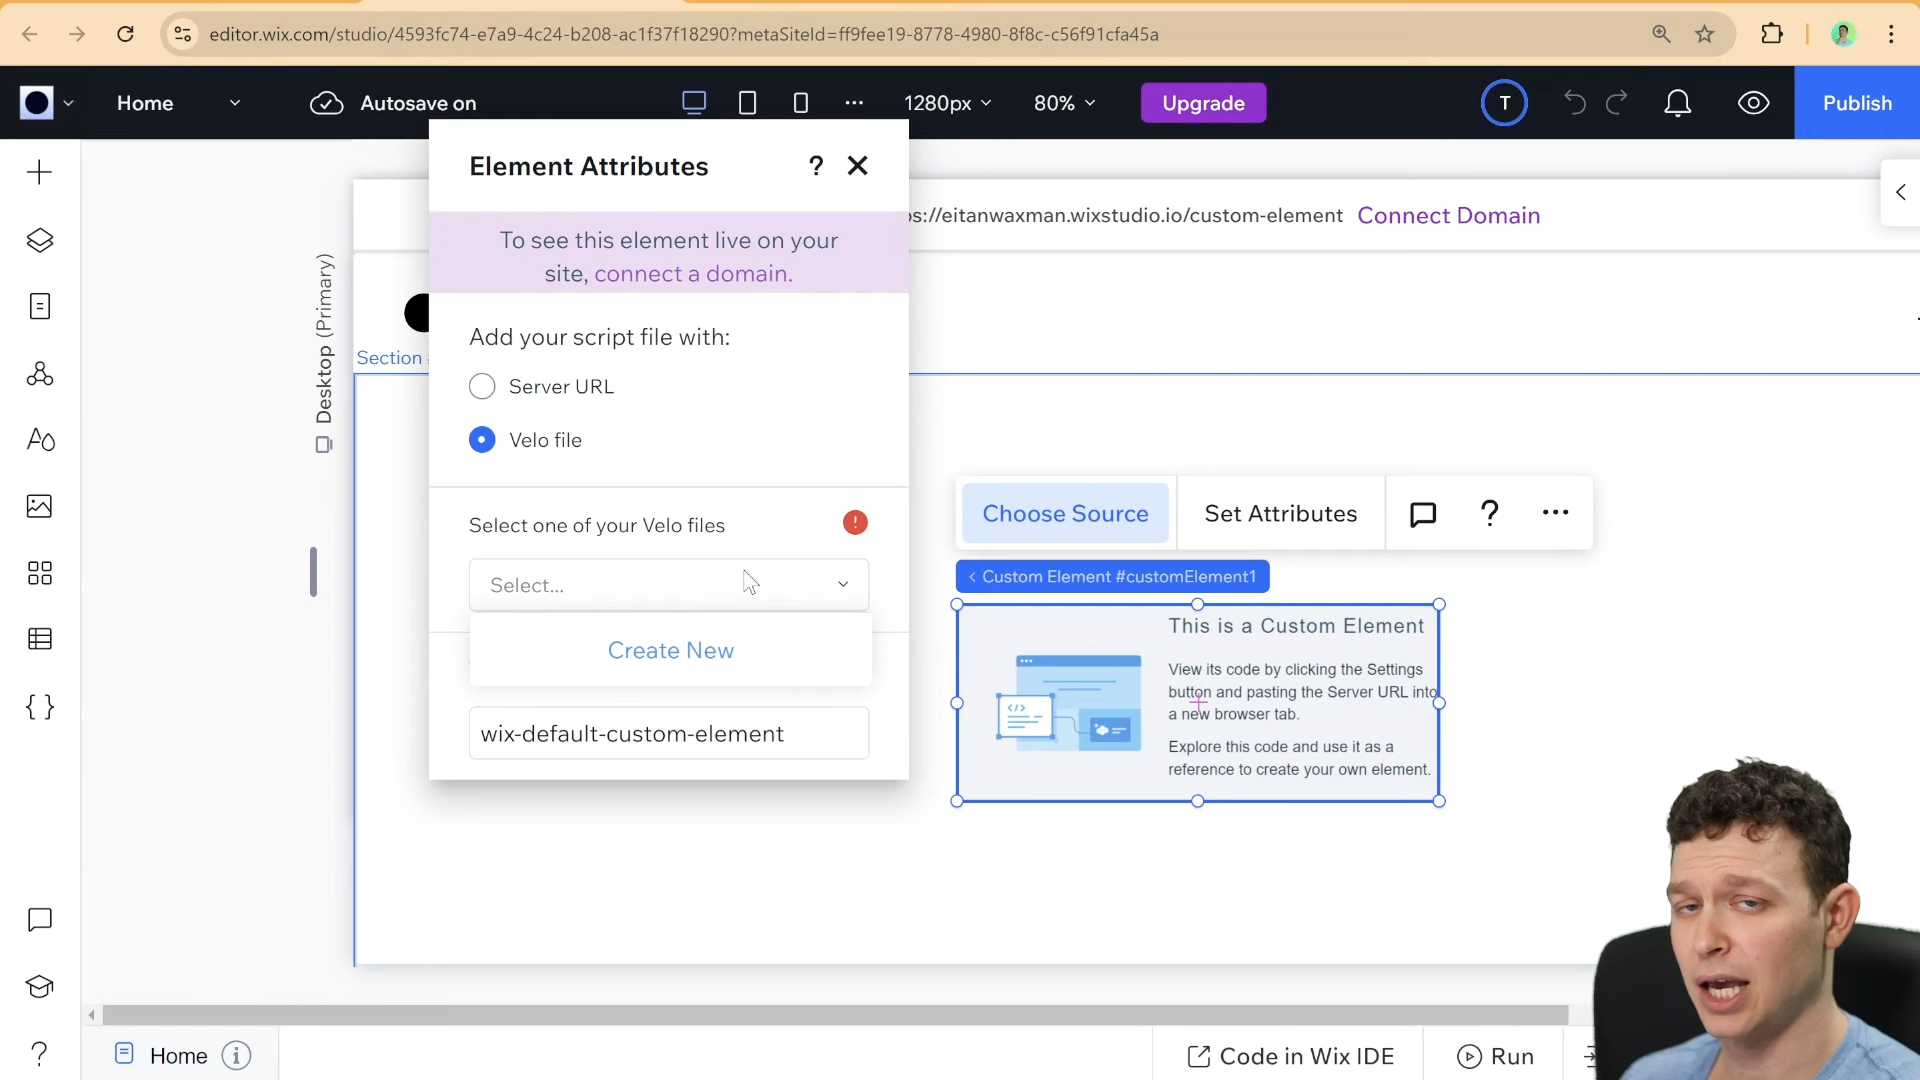 editor.wix.com/studio/4593fc74-e7a9-4c24-b208-ac1f37f18290?metaSiteId=ff9fee19-8778-4980-8f8c-c56f91cfa45a
Home
Autosave on
1280px
80%
Upgrade
T
Publish
Element Attributes
?
To see this element live on your
site, connect a domain.
ps://eitanwaxman.wixstudio.io/custom-element Connect Domain
Desktop (Primary)
Section
Add your script file with:
Server URL
Velo file
Select one of your Velo files
!
Select...
Create New
wix-default-custom-element
Choose Source
Set Attributes
?
Custom Element #customElement1
This is a Custom Element
View its code by clicking the Settings
button and pasting the Server URL into
a new browser tab.
Explore this code and use it as a
reference to create your own element.
?
Home
Code in Wix IDE
Run